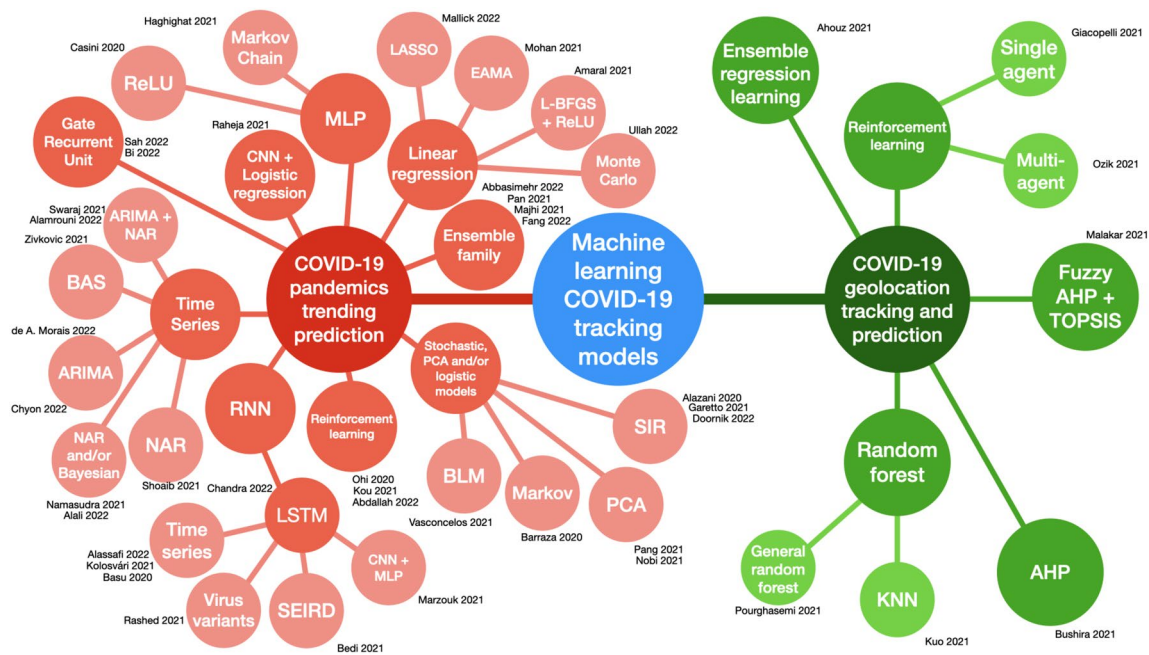 Haghighat 2021
Markov
Chain
Casini 2020
ReLU
MLP
Mallick 2022
LASSO
Mohan 2021
EAMA
Amaral 2021
L-BFGS
+ ReLU
Ullah 2022
Monte
Carlo
Linear
regression
Gate
Recurrent
Unit
Sah 2022
Bi 2022
Raheja 2021
CNN +
Logistic
regression
Abbasimehr 2022
Pan 2021
Majhi 2021
Fang 2022
Ensemble
family
Swaraj 2021
Alamrouni 2022
ARIMA +
NAR
Zivkovic 2021
BAS
Time
Series
de A. Morais 2022
ARIMA
Chyon 2022
NAR
and/or
Bayesian
Namasudra 2021
Alali 2022
NAR
Shoaib 2021
COVID-19
pandemics
trending
prediction
RNN
Reinforcement
learning
Ohi 2020
Kou 2021
Abdallah 2022
Stochastic,
PCA and/or
logistic
models
SIR
Alazani 2020
Garetto 2021
Doornik 2022
BLM
Vasconcelos 2021
Markov
Barraza 2020
PCA
Pang 2021
Nobi 2021
Chandra 2022
LSTM
Time
series
Alassafi 2022
Kolosvári 2021
Basu 2020
Virus
variants
Rashed 2021
SEIRD
Bedi 2021
CNN +
MLP
Marzouk 2021
Machine
learning
COVID-19
tracking
models
Ahouz 2021
Ensemble
regression
learning
Giacopelli 2021
Single
agent
Reinforcement
learning
Multi-
agent
Ozik 2021
COVID-19
geolocation
tracking and
prediction
Malakar 2021
Fuzzy
AHP +
TOPSIS
Random
forest
General
random
forest
Pourghasemi 2021
KNN
Kuo 2021
AHP
Bushira 2021